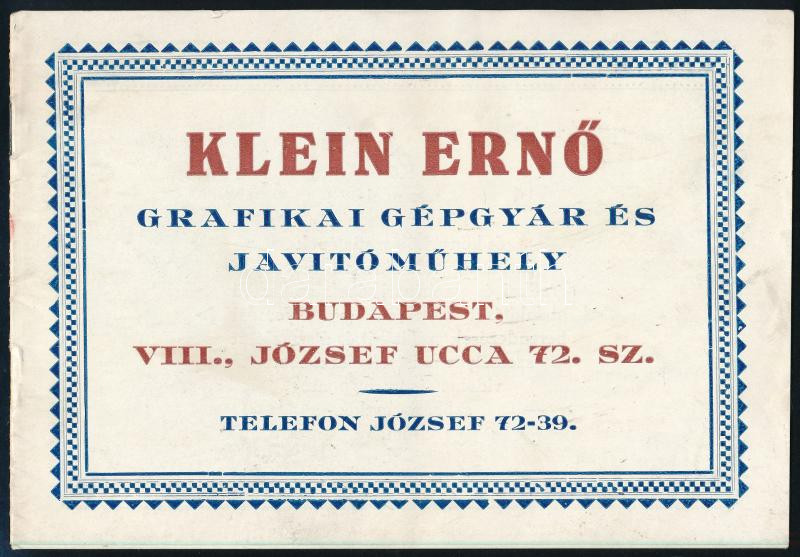 KLEIN ERNŐ
GRAFIKAI GÉPGYÁR ÉS
JAVITÓMŰHELY
BUDAPEST,
VIII., JÓZSEF UCCA 72. SZ.
TELEFON JÓZSEF 72-39.